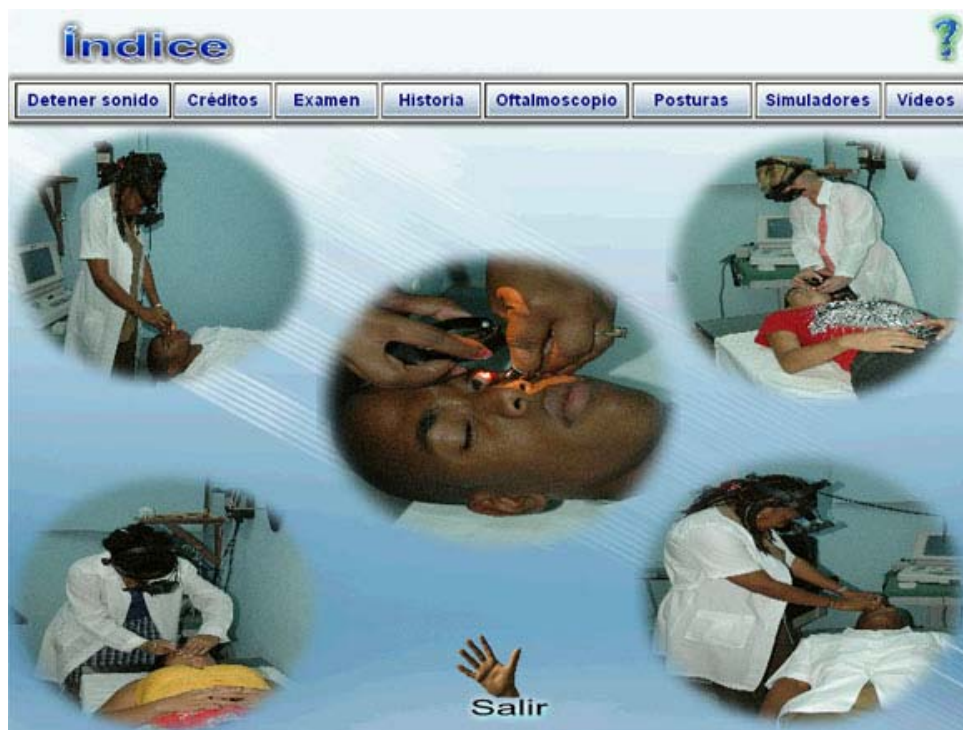 Índice
?
Detener sonido Créditos Examen Historia Oftalmoscopio Posturas Simuladores Vídeos
Salir